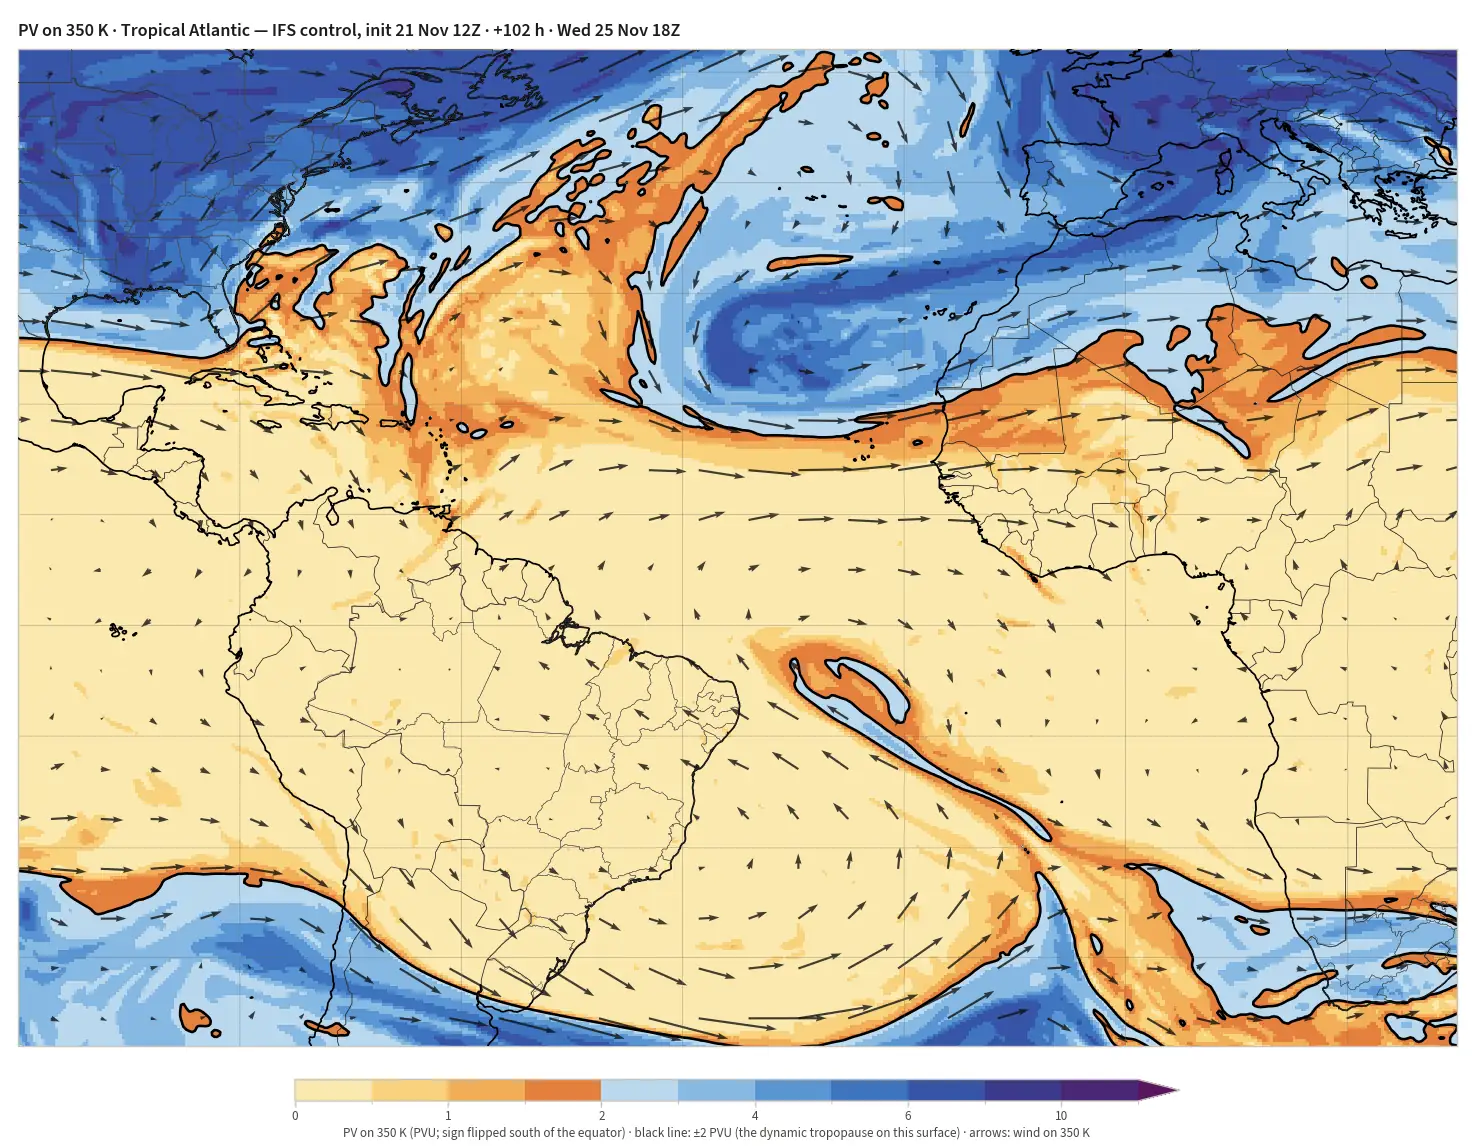 PV on 350 K · Tropical Atlantic — IFS control, init 21 Nov 12Z · +102 h · Wed 25 Nov 18Z
0 1 2 4 6 10
PV on 350 K (PVU; sign flipped south of the equator) · black line: ±2 PVU (the dynamic tropopause on this surface) · arrows: wind on 350 K